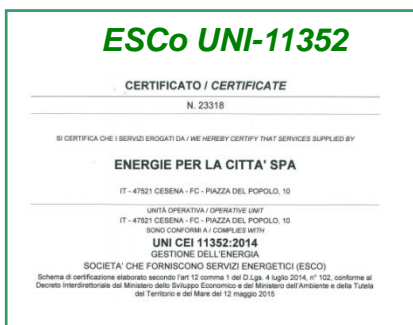 ESCo UNI-11352
CERTIFICATO / CERTIFICATE
N. 23318
SI CERTIFICA CHE I SERVIZI EROGATI DA / WE HEREBY CERTIFY THAT SERVICES SUPPLIED BY
ENERGIE PER LA CITTA' SPA
IT - 47521 CESENA - FC - PIAZZA DEL POPOLO, 10
UNITÀ OPERATIVA / OPERATIVE UNIT
IT - 47521 CESENA - FC - PIAZZA DEL POPOLO, 10
SONO CONFORMI A / COMPLIES WITH
UNI CEI 11352:2014
GESTIONE DELL'ENERGIA
SOCIETA' CHE FORNISCONO SERVIZI ENERGETICI (ESCO)
Schema di certificazione elaborato secondo l'art 12 comma 1 del D.Lgs. 4 luglio 2014, n° 102, conforme al
Decreto Interdirettoriale del Ministero dello Sviluppo Economico e del Ministero dell'Ambiente e della Tutela
del Territorio e del Mare del 12 maggio 2015